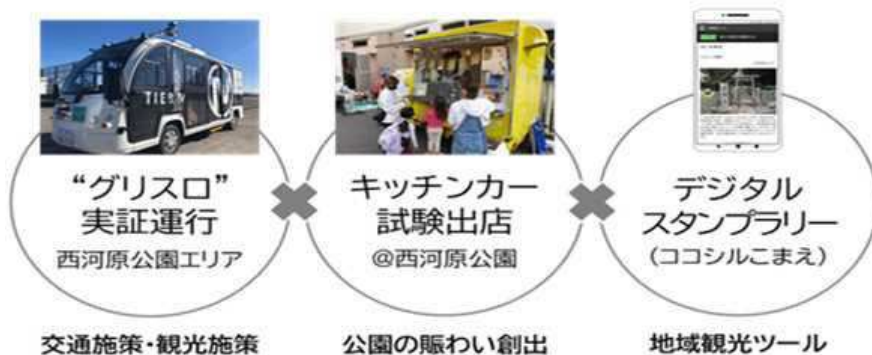 TIER
“グリスロ”
実証運行
西河原公園エリア
交通施策・観光施策
キッチンカー
試験出店
@西河原公園
公園の賑わい創出
デジタル
スタンプラリー
(ココシルこまえ)
地域観光ツール